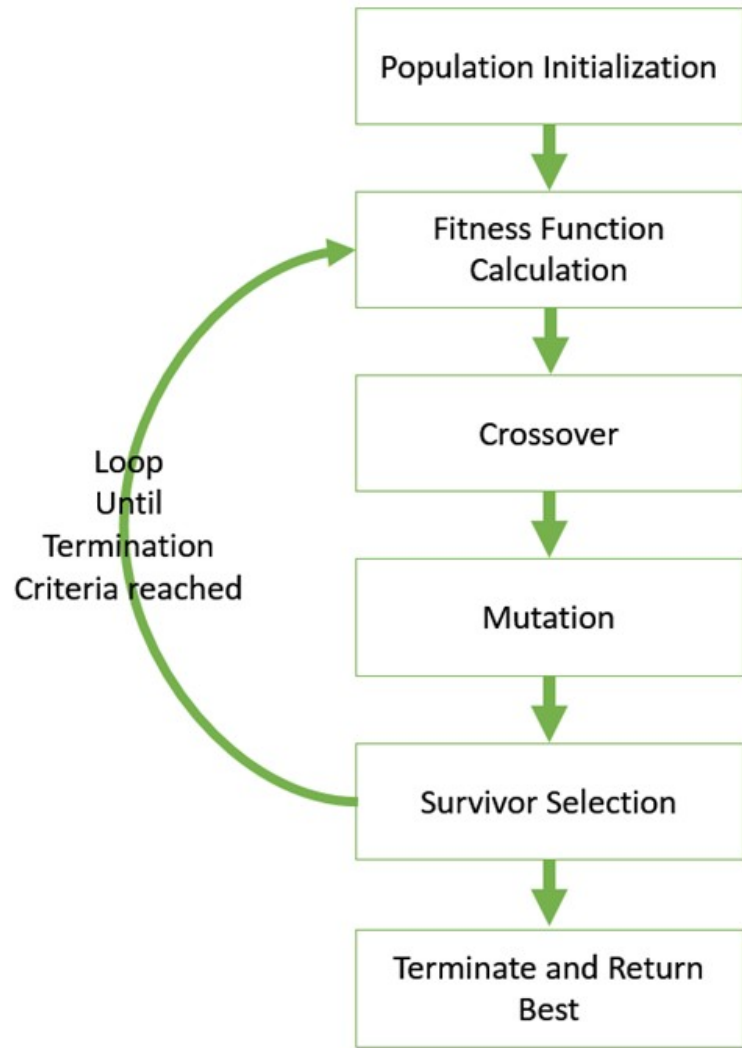 Population Initialization
Fitness Function
Calculation
Crossover
Loop
Until
Termination
Criteria reached
Mutation
Survivor Selection
Terminate and Return
Best